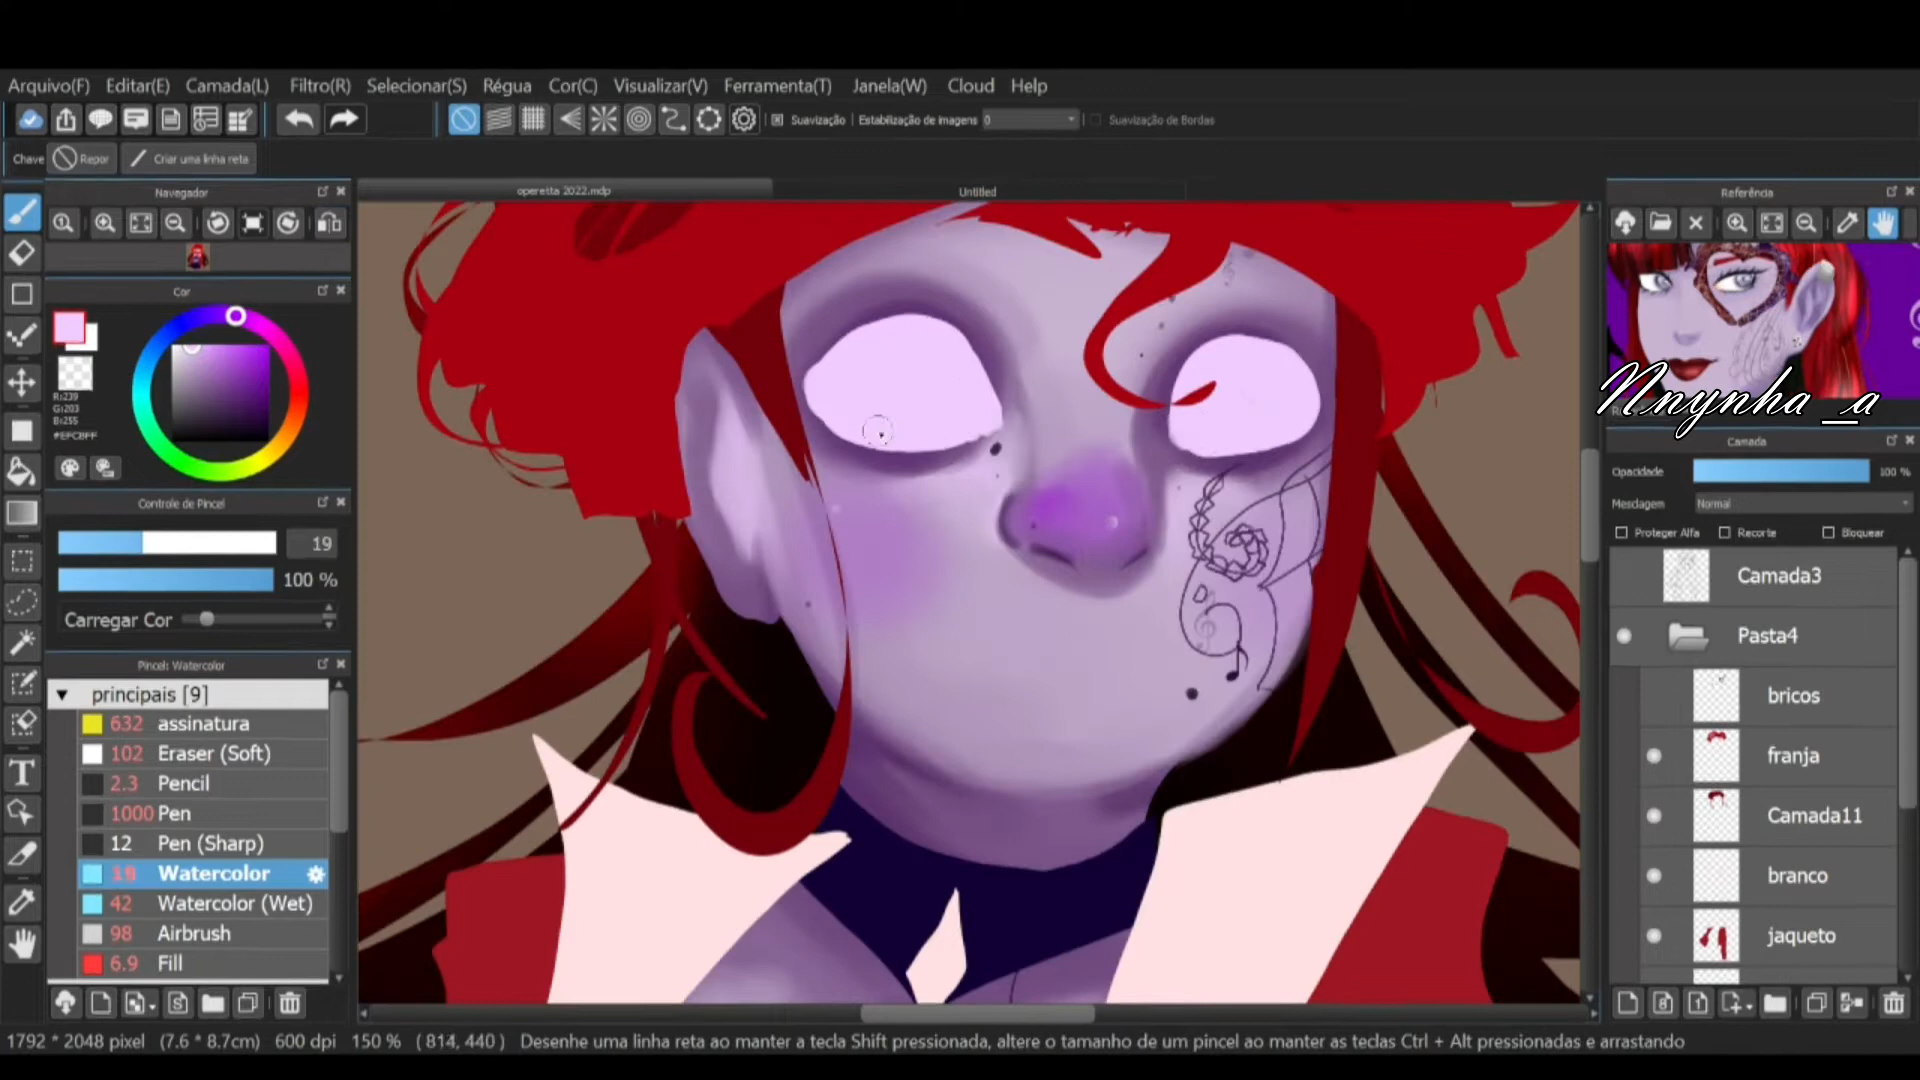 Arquivo(F) Editar(E) Camada(L) Filtro(R) Selecionar(S) Régua Cor(C) Visualizar(V) Ferramenta(T) Janela(W) Cloud Help
Suavização Estabilização de imagens 0 Suavização de Bordas
Chave Repor Criar uma linha reta
Navegador
operetta 2022.mdp
Untitled
Referência
Cor
R:239
G:203
B:255
#EFCBFF
Nnynha_a
Camada
Opacidade 100 %
Mesclagem Normal
Proteger Alfa Recorte Bloquear
Controle de Pincel
19
100 %
Carregar Cor
Camada3
Pasta4
bricos
franja
Camada11
branco
jaqueto
Pincel: Watercolor
principais [9]
632 assinatura
102 Eraser (Soft)
2.3 Pencil
1000 Pen
12 Pen (Sharp)
19 Watercolor
42 Watercolor (Wet)
98 Airbrush
6.9 Fill
1792 * 2048 pixel (7.6 * 8.7cm) 600 dpi 150 % ( 814, 440 ) Desenhe uma linha reta ao manter a tecla Shift pressionada, altere o tamanho de um pincel ao manter as teclas Ctrl + Alt pressionadas e arrastando